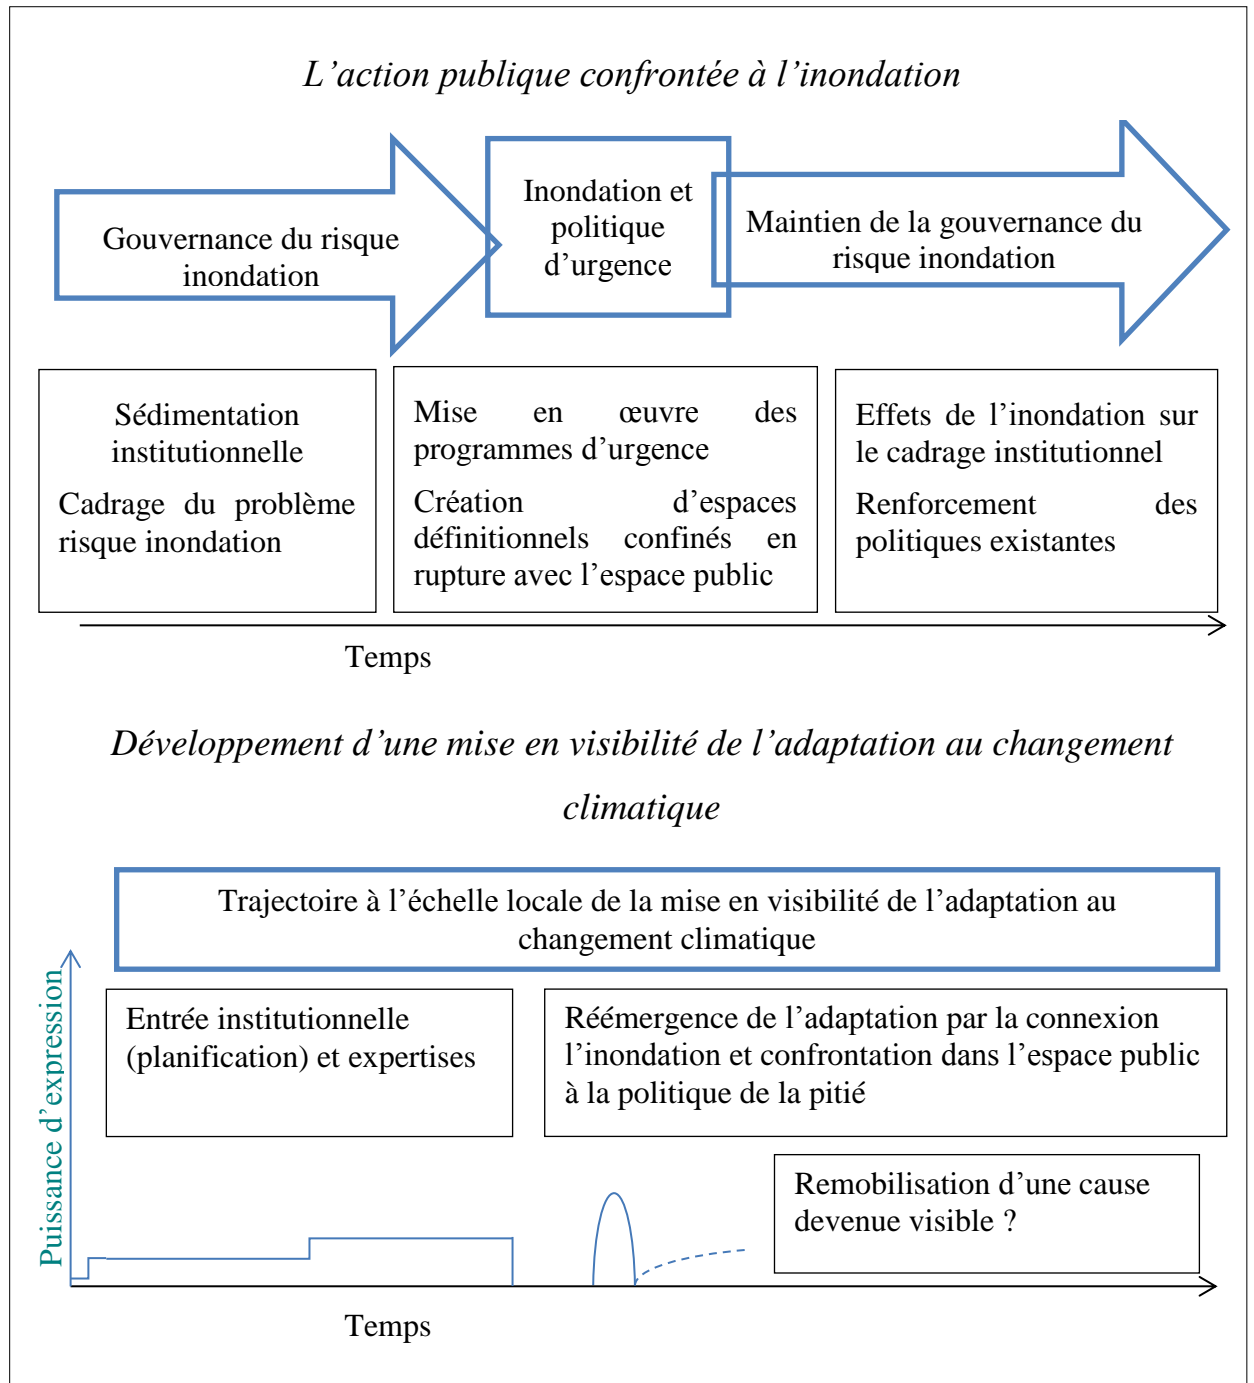 L’action publique confrontée à l’inondation
Gouvernance du risque
inondation
Inondation et
politique
d’urgence
Maintien de la gouvernance du
risque inondation
Sédimentation
institutionnelle
Cadrage du problème
risque inondation
Mise en œuvre des
programmes d’urgence
Création d’espaces
définitionnels confinés en
rupture avec l’espace public
Effets de l’inondation sur
le cadrage institutionnel
Renforcement des
politiques existantes
Temps
Développement d’une mise en visibilité de l’adaptation au changement
climatique
Trajectoire à l’échelle locale de la mise en visibilité de l’adaptation au
changement climatique
Puissance d’expression
Entrée institutionnelle
(planification) et expertises
Réémergence de l’adaptation par la connexion
l’inondation et confrontation dans l’espace public
à la politique de la pitié
Remobilisation d’une cause
devenue visible ?
Temps